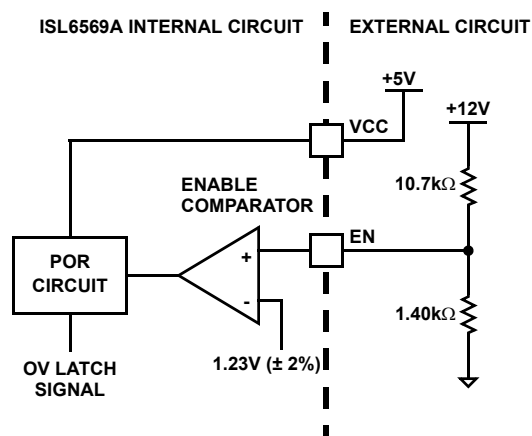 ISL6569A INTERNAL CIRCUIT
EXTERNAL CIRCUIT
+5V
VCC
+12V
10.7kΩ
ENABLE
COMPARATOR
EN
+
POR
CIRCUIT
-
1.40kΩ
1.23V (± 2%)
OV LATCH
SIGNAL